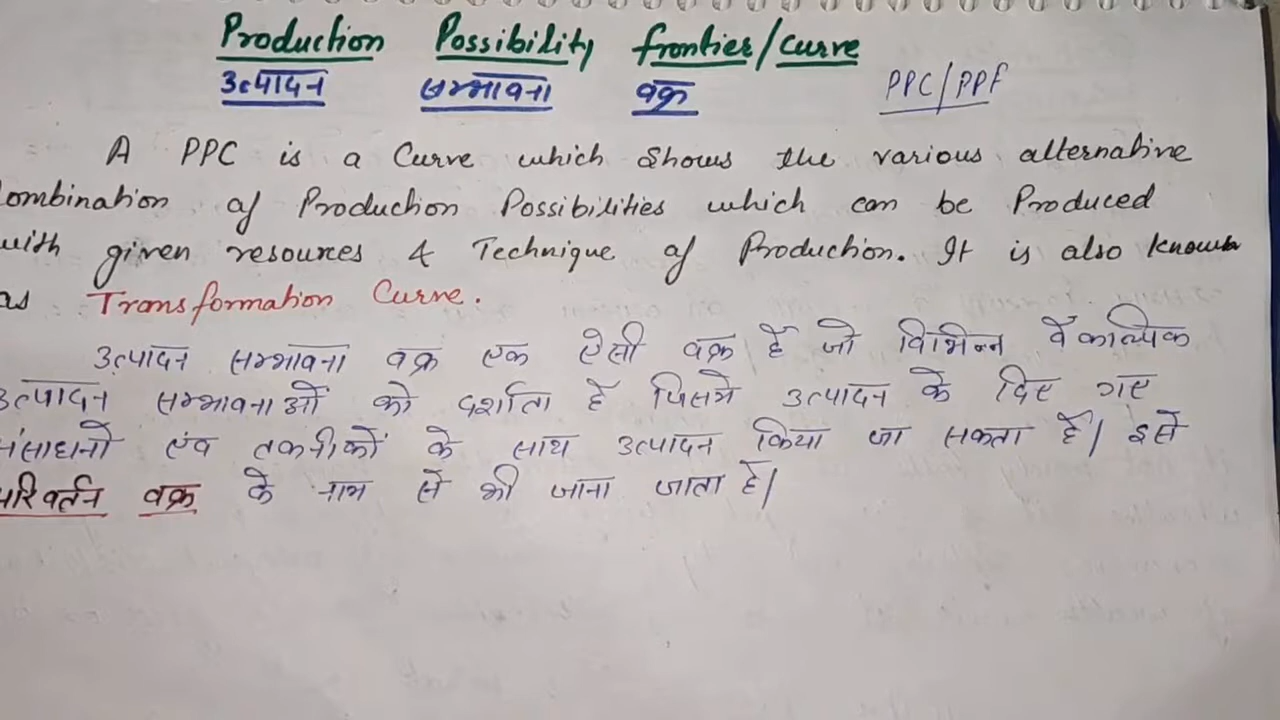 Production Possibility frontier/curve
उत्पादन सम्भावना वक्र
PPC/PPF
A PPC is a Curve which Shows the various alternative
ombination of Production Possibilities which can be Produced
with given resources & Technique of Production. It is also known
as Transformation Curve.
उत्पादन सम्भावना वक्र एक ऐसी वक्र है जो विभिन्न वैकल्पिक
उत्पादन सम्भावनाओं को दर्शाता है जिसमे उत्पादन के दिए गए
संसाधनों एंव तकनीकों के साथ उत्पादन किया जा सकता है। इसे
परिवर्तन वक्र के नाम से भी जाना जाता है।